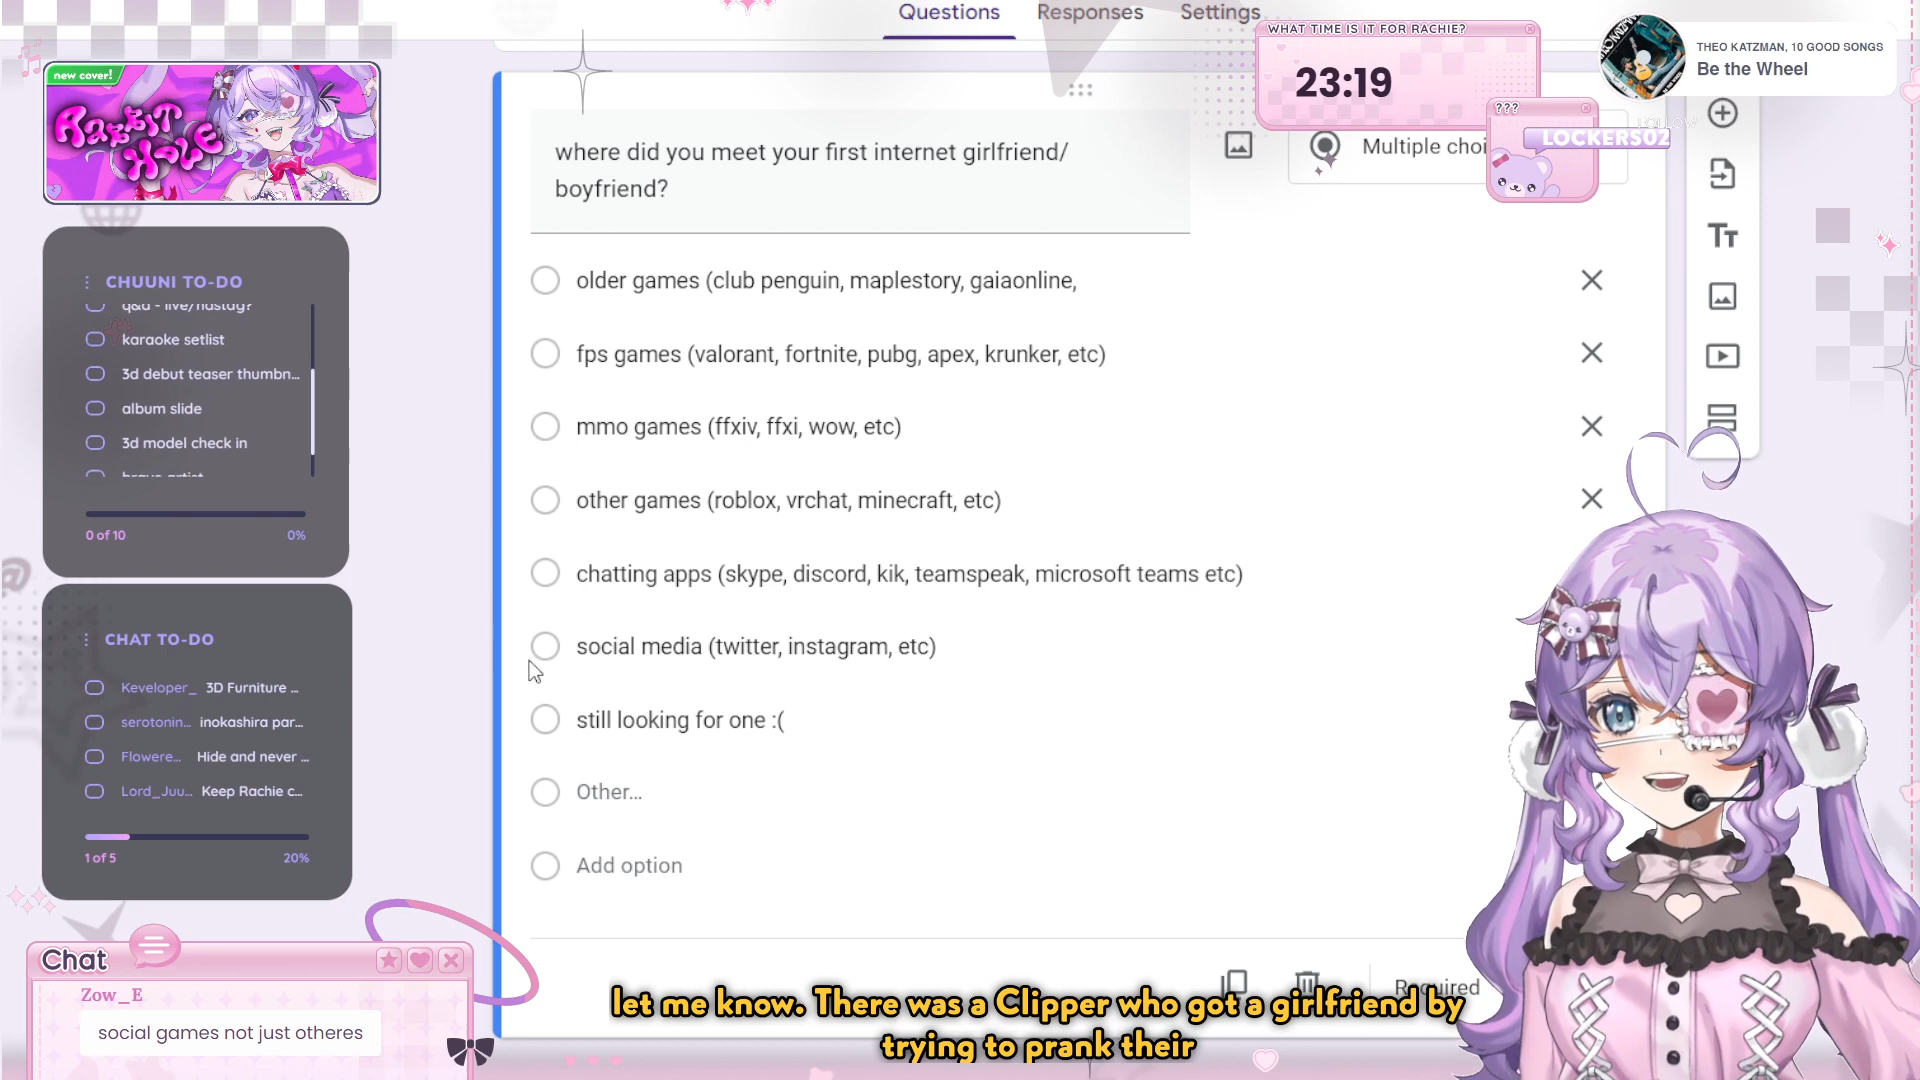 Questions
Responses
Settings
WHAT TIME IS IT FOR RACHIE?
23:19
THEO KATZMAN, 10 GOOD SONGS
Be the Wheel
???
FOLLOW
LOCKERS02
new cover!
RABBIT
HOLE
where did you meet your first internet girlfriend/
boyfriend?
Multiple choi
older games (club penguin, maplestory, gaiaonline,
fps games (valorant, fortnite, pubg, apex, krunker, etc)
mmo games (ffxiv, ffxi, wow, etc)
other games (roblox, vrchat, minecraft, etc)
chatting apps (skype, discord, kik, teamspeak, microsoft teams etc)
social media (twitter, instagram, etc)
still looking for one :(
Other...
Add option
Required
CHUUNI TO-DO
q&a - live/hastag?
karaoke setlist
3d debut teaser thumbn...
album slide
3d model check in
0 of 10
0%
CHAT TO-DO
Keveloper_ 3D Furniture ...
serotonin... inokashira par...
Flowere... Hide and never ...
Lord_Juu... Keep Rachie c...
1 of 5
20%
Chat
Zow_E
social games not just otheres
let me know. There was a Clipper who got a girlfriend by
trying to prank their